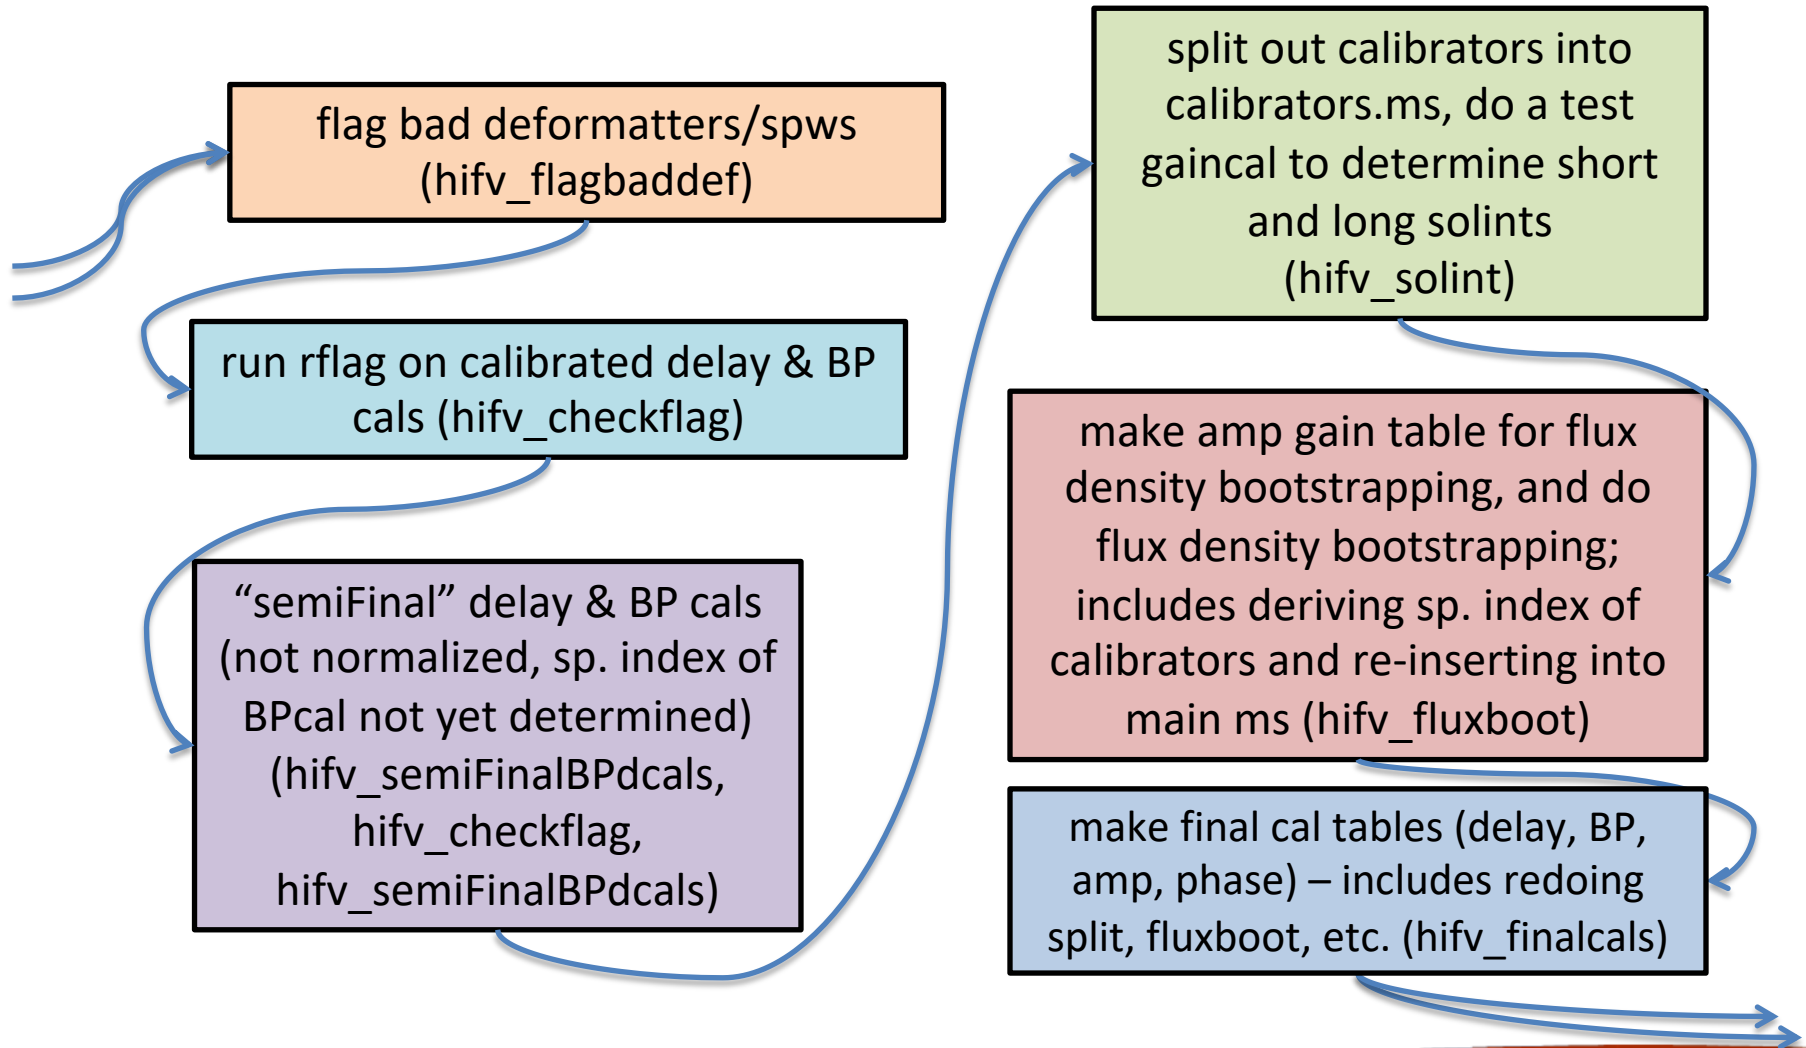 flag bad deformatters/spws
(hifv_flagbaddef)
run rflag on calibrated delay & BP
cals (hifv_checkflag)
“semiFinal” delay & BP cals
(not normalized, sp. index of
BPcal not yet determined)
(hifv_semiFinalBPdcals,
hifv_checkflag,
hifv_semiFinalBPdcals)
split out calibrators into
calibrators.ms, do a test
gaincal to determine short
and long solints
(hifv_solint)
make amp gain table for flux
density bootstrapping, and do
flux density bootstrapping;
includes deriving sp. index of
calibrators and re-inserting into
main ms (hifv_fluxboot)
make final cal tables (delay, BP,
amp, phase) – includes redoing
split, fluxboot, etc. (hifv_finalcals)